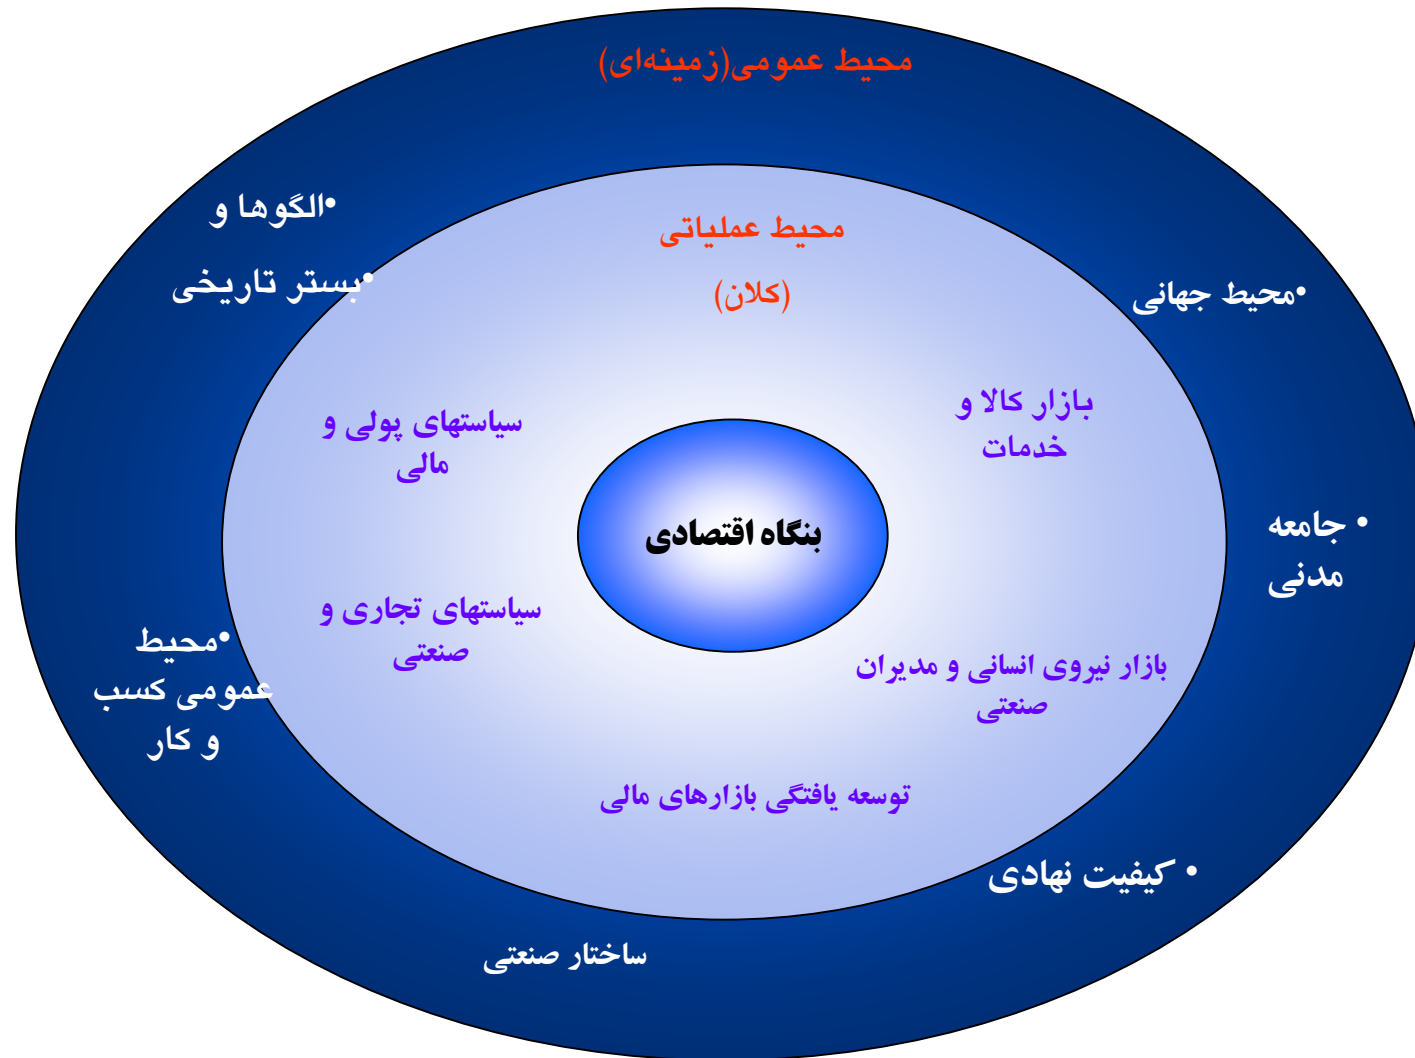 محیط عمومی(زمینه‌ای)
•الگوها و
•بستر تاریخی
محیط عملیاتی
(کلان)
•محیط جهانی
بازار کالا و
خدمات
سیاستهای پولی و
مالی
بنگاه اقتصادی
• جامعه
مدنی
سیاستهای تجاری و
صنعتی
•محیط
عمومی کسب
و کار
بازار نیروی انسانی و مدیران
صنعتی
توسعه یافتگی بازارهای مالی
• کیفیت نهادی
ساختار صنعتی